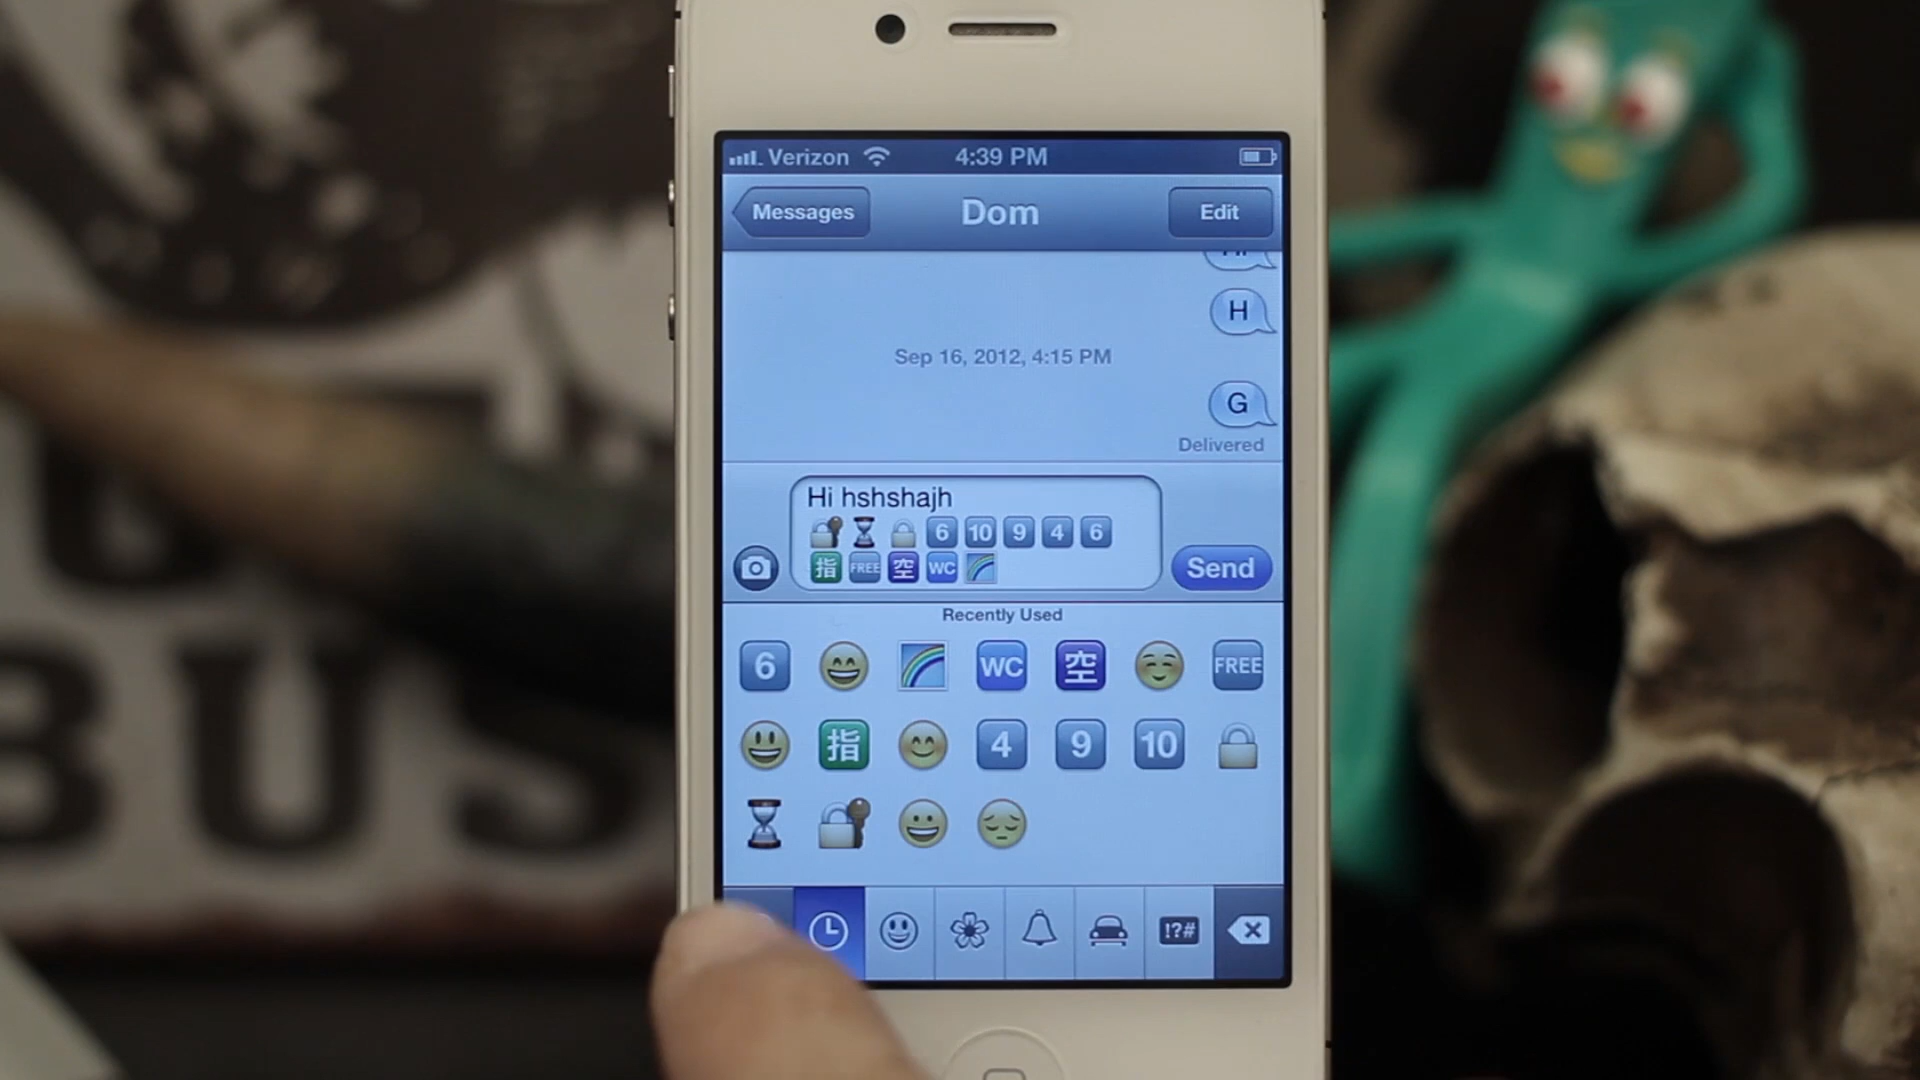 Verizon 4:39 PM
Messages Dom Edit
H
Sep 16, 2012, 4:15 PM
G
Delivered
Hi hshshajh
6 10 9 4 6
指 FREE 空 WC
Send
Recently Used
6 WC 空 FREE
指 4 9 10
!?#
BUS